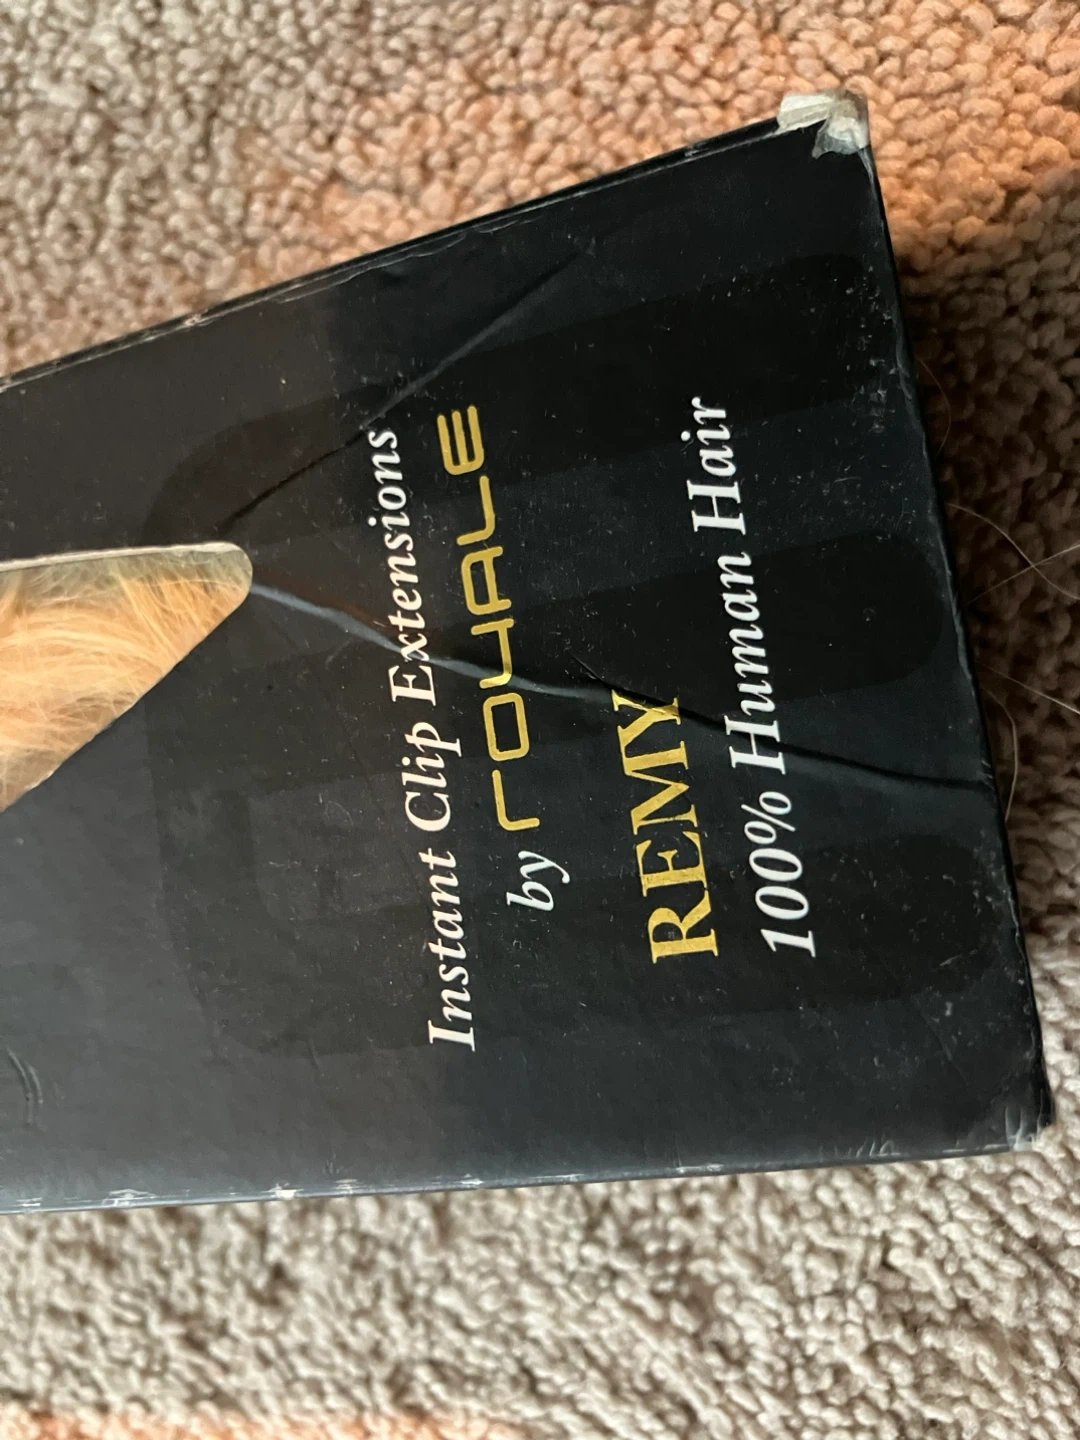 Instant Clip Extensions
by ROYALE
REMY
100% Human Hair